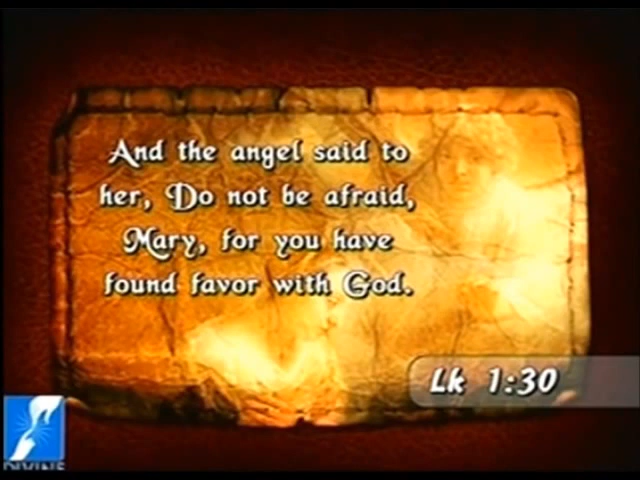 And the angel said to
her, Do not be afraid,
Mary, for you have
found favor with God.
Lk 1:30
DIVINE